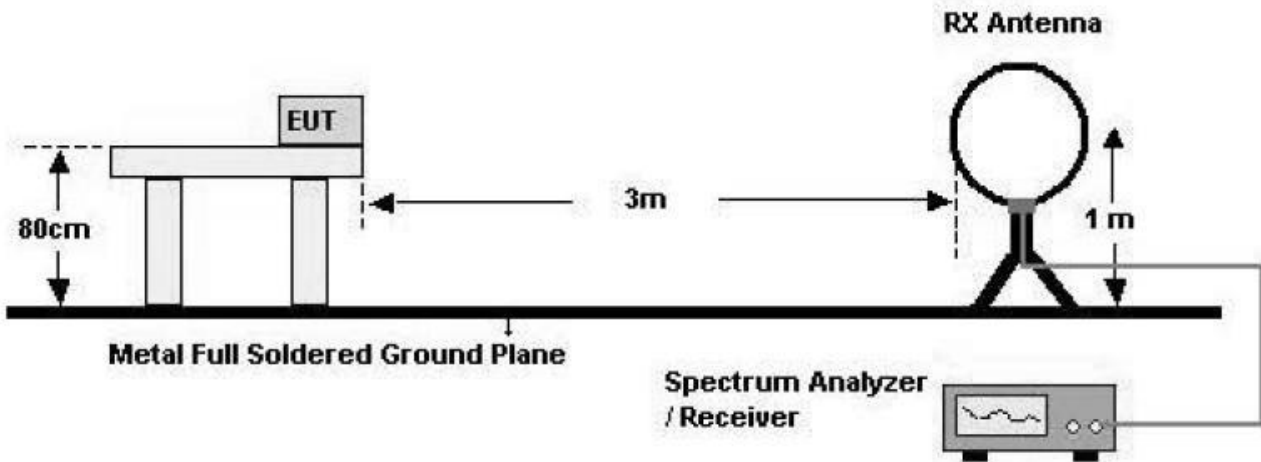 RX Antenna
EUT
80cm
3m
1 m
Metal Full Soldered Ground Plane
Spectrum Analyzer
/ Receiver